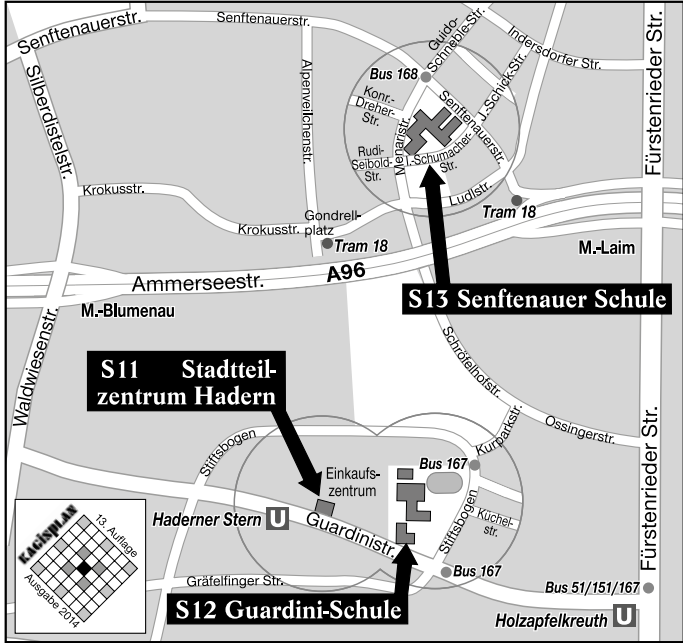 Senftenauerstr.
Guido-
Schneble-Str.
Indersdorfer Str.
Fürstenrieder Str.
Silberdistelstr.
Alpenveilchenstr.
Bus 168
Konr.-
Dreher-
Str.
J.-Schick-Str.
Senftenauerstr.
Menaristr.
Rudi-
Seibold-
Str.
J.-Schumacher-
Str.
Krokusstr.
Ludlstr.
Krokusstr.
Gondrell-
platz
Tram 18
Tram 18
M.-Laim
A96
Ammerseestr.
M.-Blumenau
S13 Senftenauer Schule
Waldwiesenstr.
Schröfelhofstr.
S11 Stadtteil-
zentrum Hadern
Ossingerstr.
Kurparkstr.
Stiftsbogen
Fürstenrieder Str.
Einkaufs-
zentrum
Bus 167
Haderner Stern U
Guardinistr.
Stiftsbogen
Küchel-
str.
KAGISPLAN
13. Auflage
Ausgabe 2014
Gräfelfinger Str.
Bus 167
Bus 51/151/167
S12 Guardini-Schule
Holzapfelkreuth U